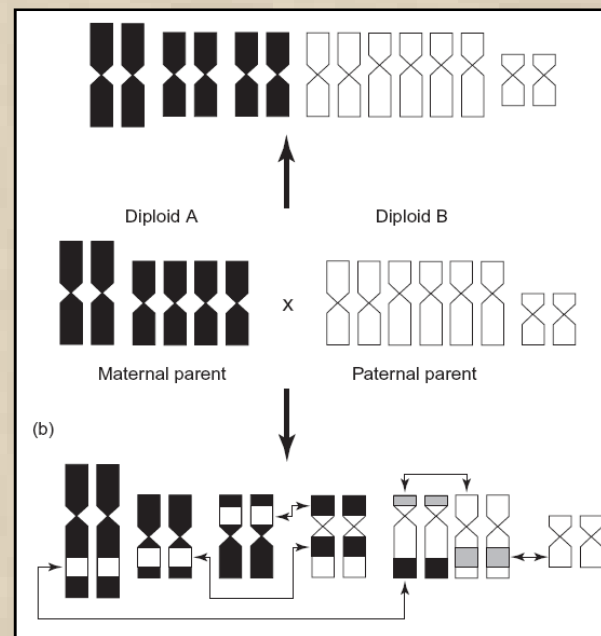 Diploid A
Diploid B
x
Maternal parent
Paternal parent
(b)